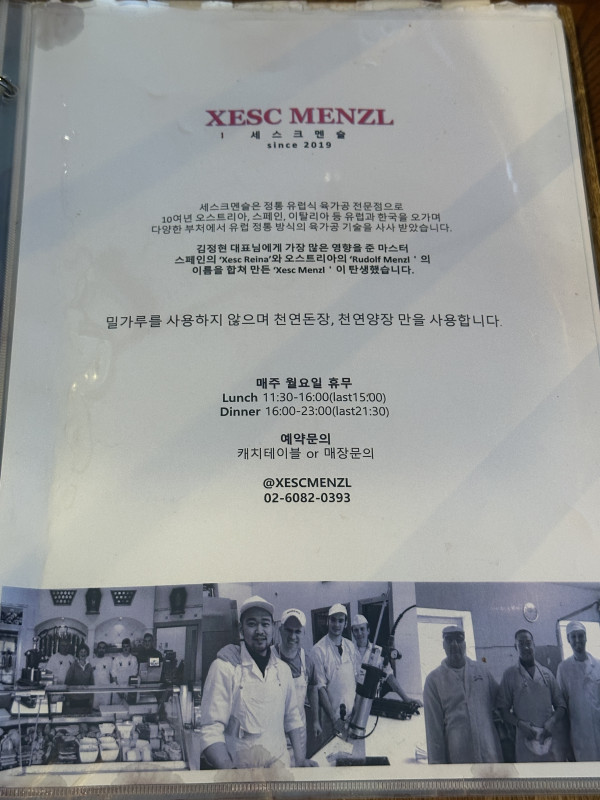 XESC MENZL
세 스 크 멘 슬
since 2019
세스크멘슬은 정통 유럽식 육가공 전문점으로
10여년 오스트리아, 스페인, 이탈리아 등 유럽과 한국을 오가며
다양한 부처에서 유럽 정통 방식의 육가공 기술을 사사 받았습니다.
김정현 대표님에게 가장 많은 영향을 준 마스터
스페인의 'Xesc Reina'와 오스트리아의 'Rudolf Menzl ' 의
이름을 합쳐 만든 'Xesc Menzl ' 이 탄생했습니다.
밀가루를 사용하지 않으며 천연돈장, 천연양장 만을 사용합니다.
매주 월요일 휴무
Lunch 11:30-16:00(last15:00)
Dinner 16:00-23:00(last21:30)
예약문의
캐치테이블 or 매장문의
@XESCMENZL
02-6082-0393